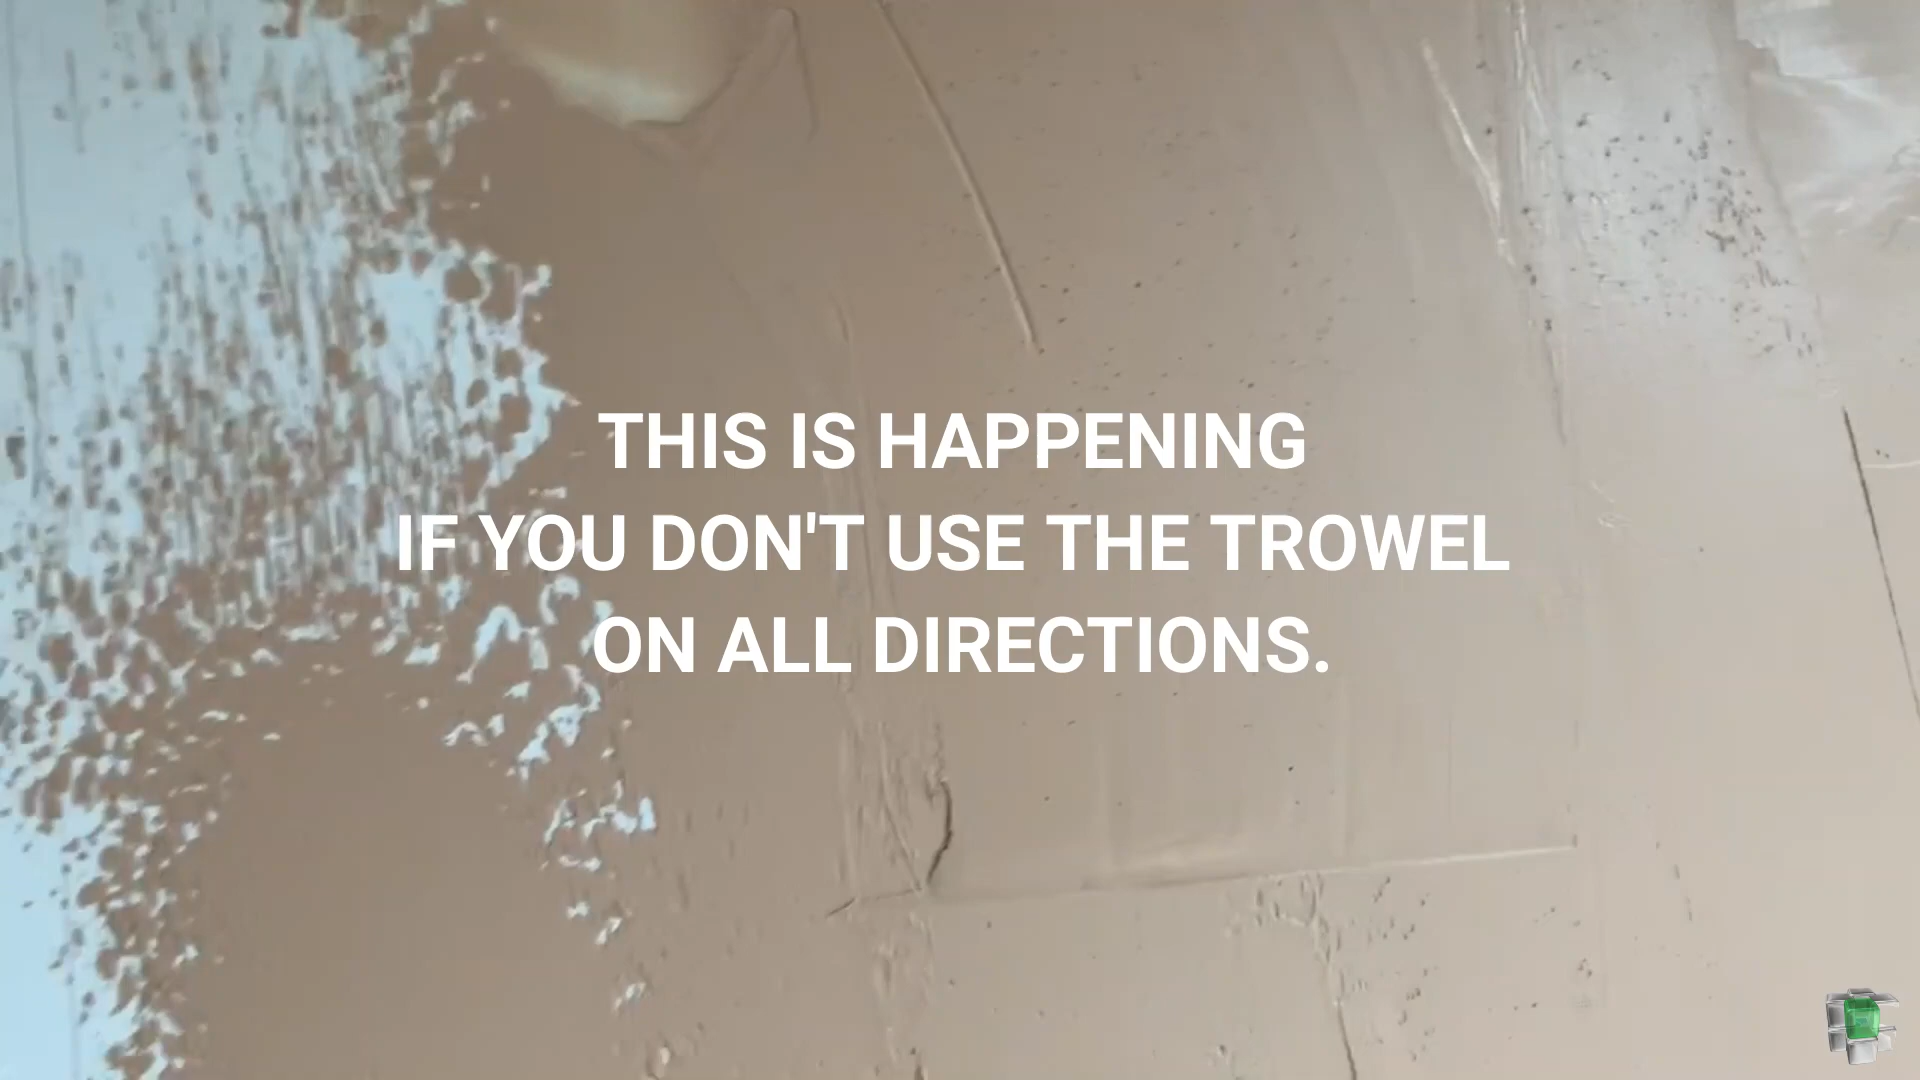 THIS IS HAPPENING
IF YOU DON'T USE THE TROWEL
ON ALL DIRECTIONS.